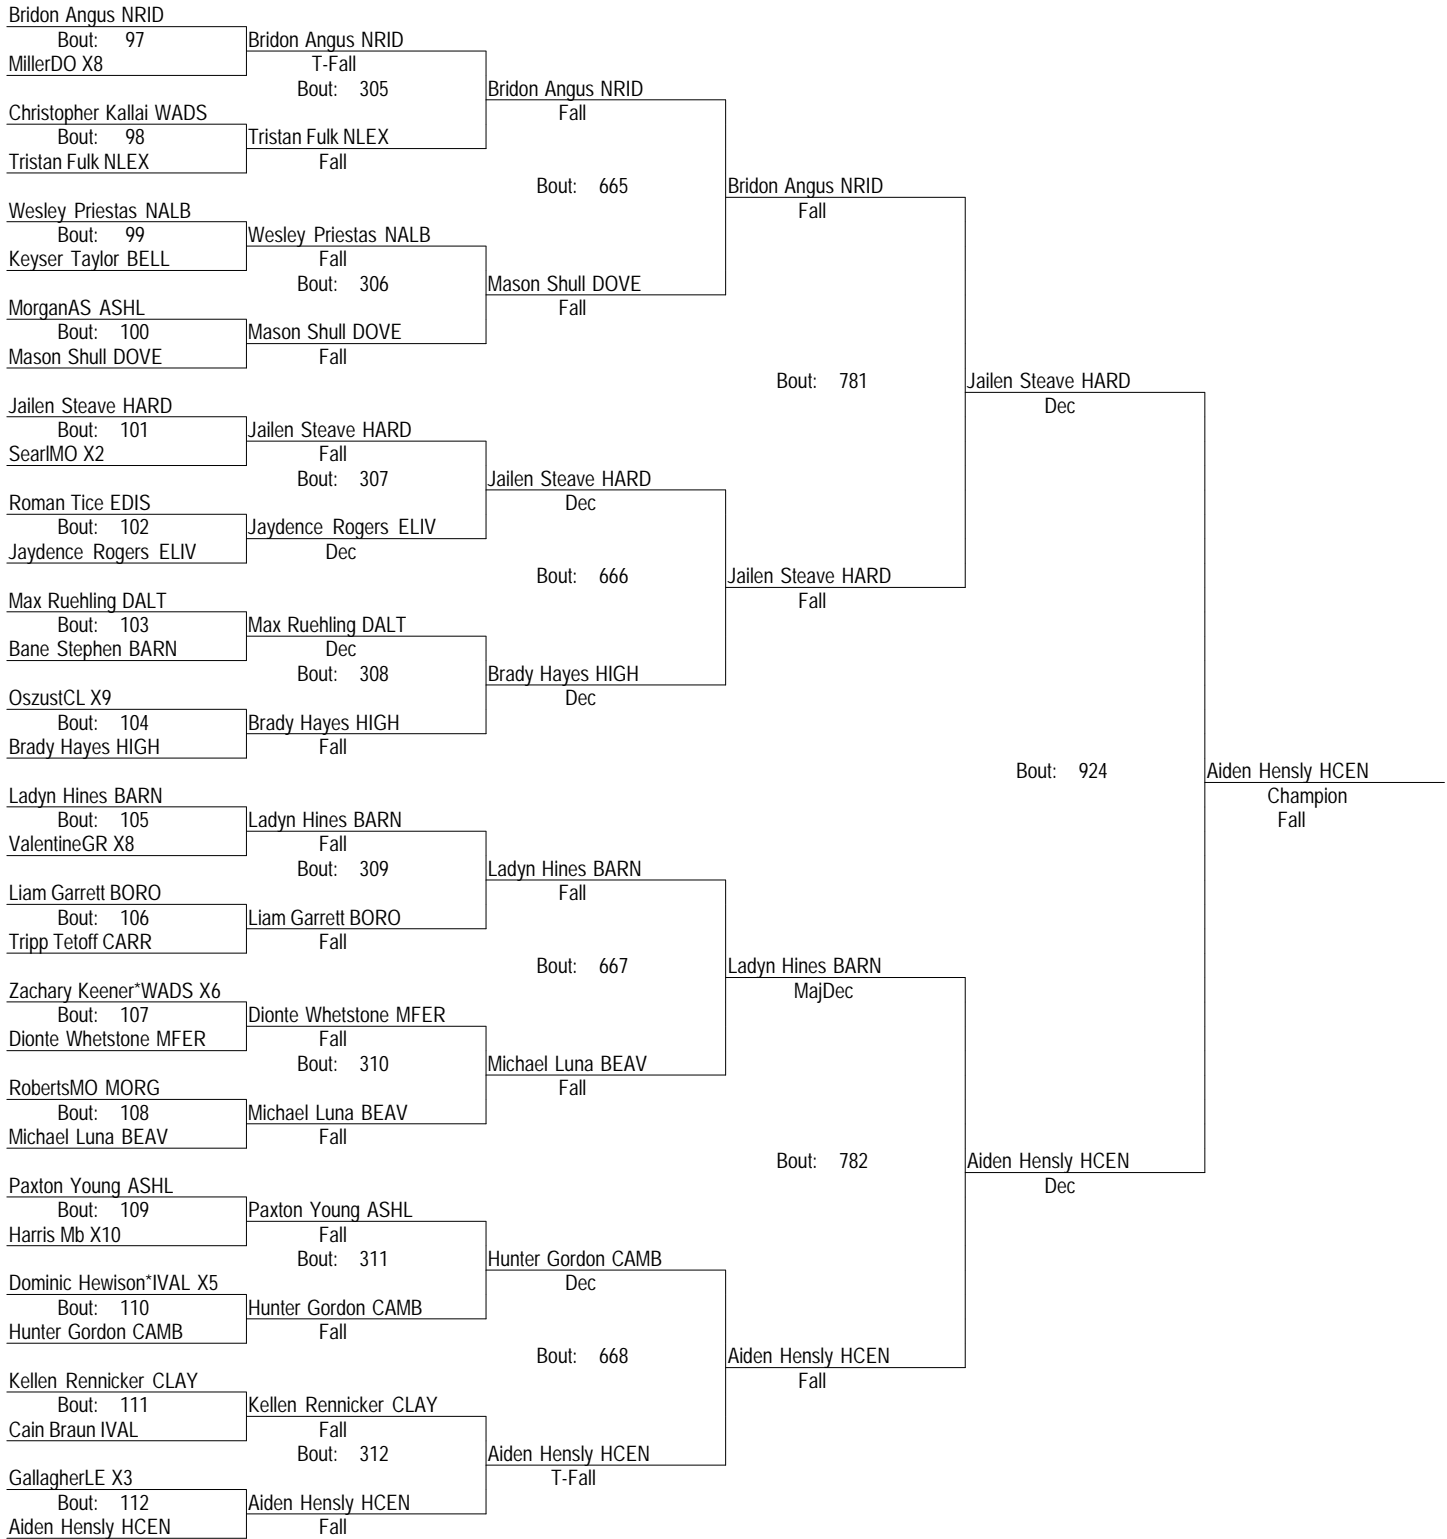 Bridon Angus NRID
Bout: 97
MillerDO X8
Christopher Kallai WADS
Bout: 98
Tristan Fulk NLEX
Wesley Priestas NALB
Bout: 99
Keyser Taylor BELL
MorganAS ASHL
Bout: 100
Mason Shull DOVE
Jailen Steave HARD
Bout: 101
SearlMO X2
Roman Tice EDIS
Bout: 102
Jaydence Rogers ELIV
Max Ruehling DALT
Bout: 103
Bane Stephen BARN
OszustCL X9
Bout: 104
Brady Hayes HIGH
Ladyn Hines BARN
Bout: 105
ValentineGR X8
Liam Garrett BORO
Bout: 106
Tripp Tetoff CARR
Zachary Keener*WADS X6
Bout: 107
Dionte Whetstone MFER
RobertsMO MORG
Bout: 108
Michael Luna BEAV
Paxton Young ASHL
Bout: 109
Harris Mb X10
Dominic Hewison*IVAL X5
Bout: 110
Hunter Gordon CAMB
Kellen Rennicker CLAY
Bout: 111
Cain Braun IVAL
GallagherLE X3
Bout: 112
Aiden Hensly HCEN
Bridon Angus NRID
T-Fall
Bout: 305
Tristan Fulk NLEX
Fall
Wesley Priestas NALB
Fall
Bout: 306
Mason Shull DOVE
Fall
Jailen Steave HARD
Fall
Bout: 307
Jaydence Rogers ELIV
Dec
Max Ruehling DALT
Dec
Bout: 308
Brady Hayes HIGH
Fall
Ladyn Hines BARN
Fall
Bout: 309
Liam Garrett BORO
Fall
Dionte Whetstone MFER
Fall
Bout: 310
Michael Luna BEAV
Fall
Paxton Young ASHL
Fall
Bout: 311
Hunter Gordon CAMB
Fall
Kellen Rennicker CLAY
Fall
Bout: 312
Aiden Hensly HCEN
Fall
Bridon Angus NRID
Fall
Bout: 665
Mason Shull DOVE
Fall
Jailen Steave HARD
Dec
Bout: 666
Brady Hayes HIGH
Dec
Ladyn Hines BARN
Fall
Bout: 667
Michael Luna BEAV
Fall
Hunter Gordon CAMB
Dec
Bout: 668
Aiden Hensly HCEN
T-Fall
Bridon Angus NRID
Fall
Bout: 781
Jailen Steave HARD
Fall
Ladyn Hines BARN
MajDec
Bout: 782
Aiden Hensly HCEN
Fall
Jailen Steave HARD
Dec
Bout: 924
Aiden Hensly HCEN
Dec
Aiden Hensly HCEN
Champion
Fall